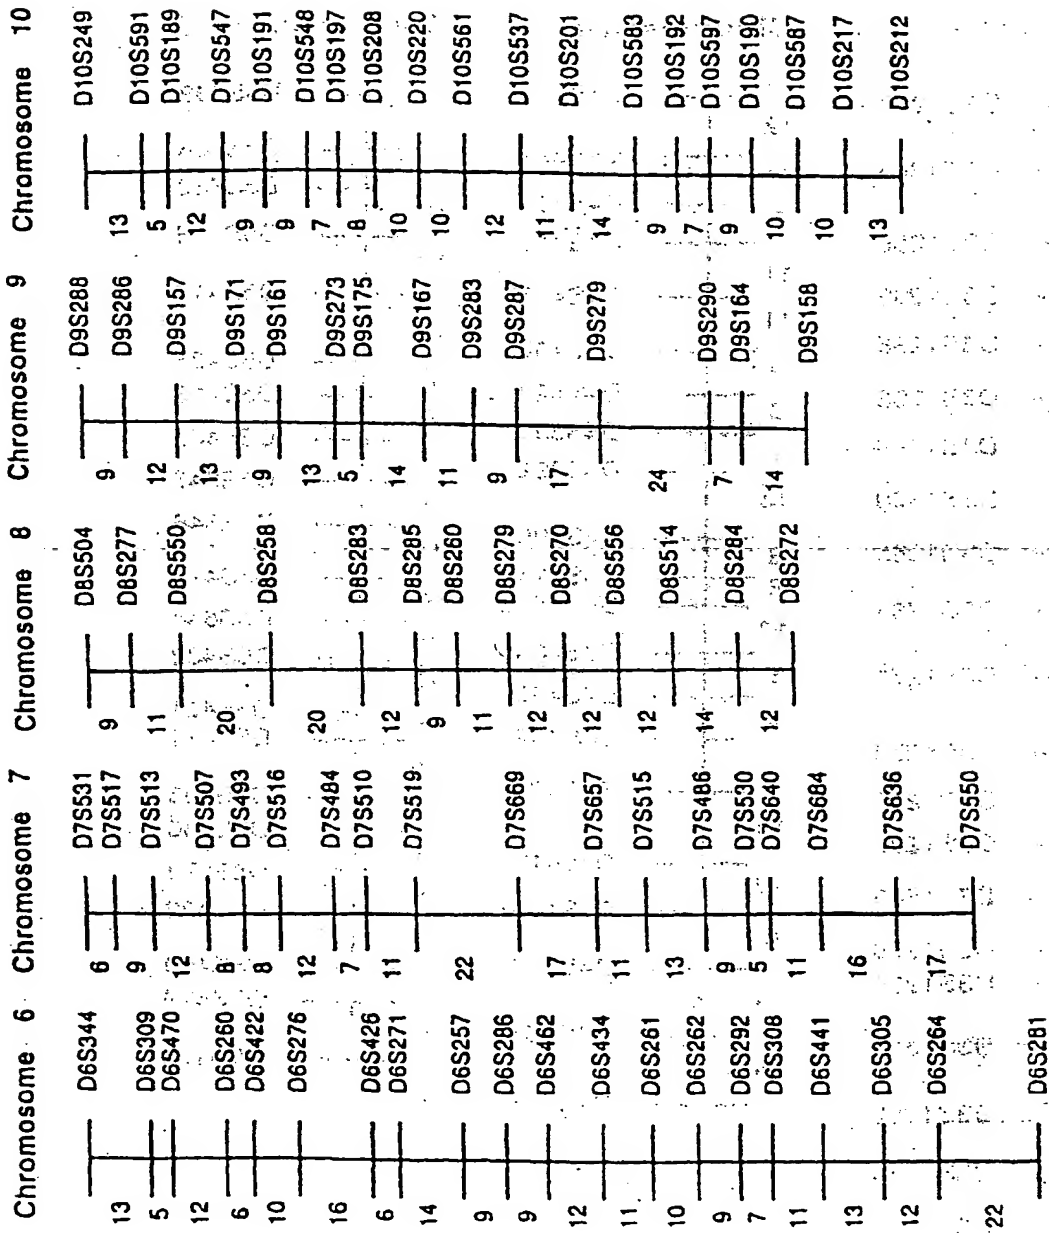 Chromosome 6
D6S344
13
D6S309
5
D6S470
12
D6S260
6
D6S422
10
D6S276
16
D6S426
6
D6S271
14
D6S257
9
D6S286
9
D6S462
12
D6S434
11
D6S261
10
D6S262
9
D6S292
7
D6S308
11
D6S441
13
D6S305
12
D6S264
22
D6S281
Chromosome 7
D7S531
6
D7S517
9
D7S513
12
D7S507
8
D7S493
8
D7S516
12
D7S484
7
D7S510
11
D7S519
22
D7S669
17
D7S657
11
D7S515
13
D7S486
9
D7S530
5
D7S640
11
D7S684
16
D7S636
17
D7S550
Chromosome 8
D8S504
9
D8S277
11
D8S550
20
D8S258
20
D8S283
12
D8S285
9
D8S260
11
D8S279
12
D8S270
12
D8S556
12
D8S514
14
D8S284
12
D8S272
Chromosome 9
D9S288
9
D9S286
12
D9S157
13
D9S171
9
D9S161
13
D9S273
5
D9S175
14
D9S167
11
D9S283
9
D9S287
17
D9S279
24
D9S290
7
D9S164
14
D9S158
Chromosome 10
D10S249
13
D10S591
5
D10S189
12
D10S547
9
D10S191
9
D10S548
7
D10S197
8
D10S208
10
D10S220
10
D10S561
12
D10S537
11
D10S201
14
D10S583
9
D10S192
7
D10S597
9
D10S190
10
D10S587
10
D10S217
13
D10S212